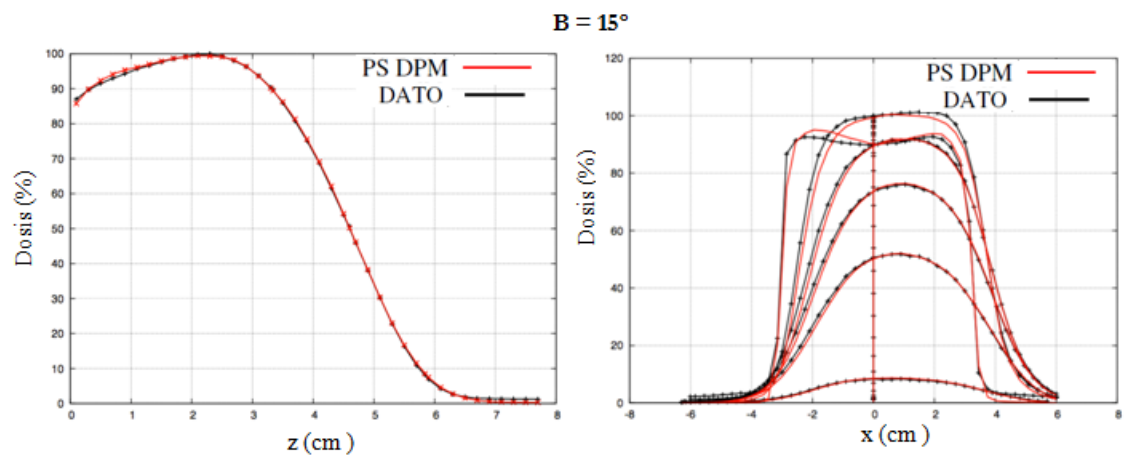 B = 15°
PS DPM
DATO
Dosis (%)
100
90
80
70
60
50
40
30
20
10
0
0 1 2 3 4 5 6 7 8
z (cm )
PS DPM
DATO
Dosis (%)
120
100
80
60
40
20
0
-8 -6 -4 -2 0 2 4 6 8
x (cm )